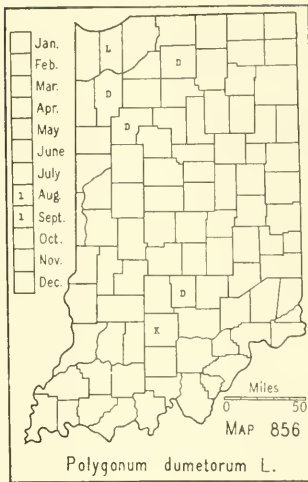 Jan.
Feb.
Mar.
Apr.
May
June
July
1 Aug.
1 Sept.
Oct.
Nov.
Dec.
L
D
D
D
D
K
Miles
0 50
MAP 856
Polygonum dumetorum L.